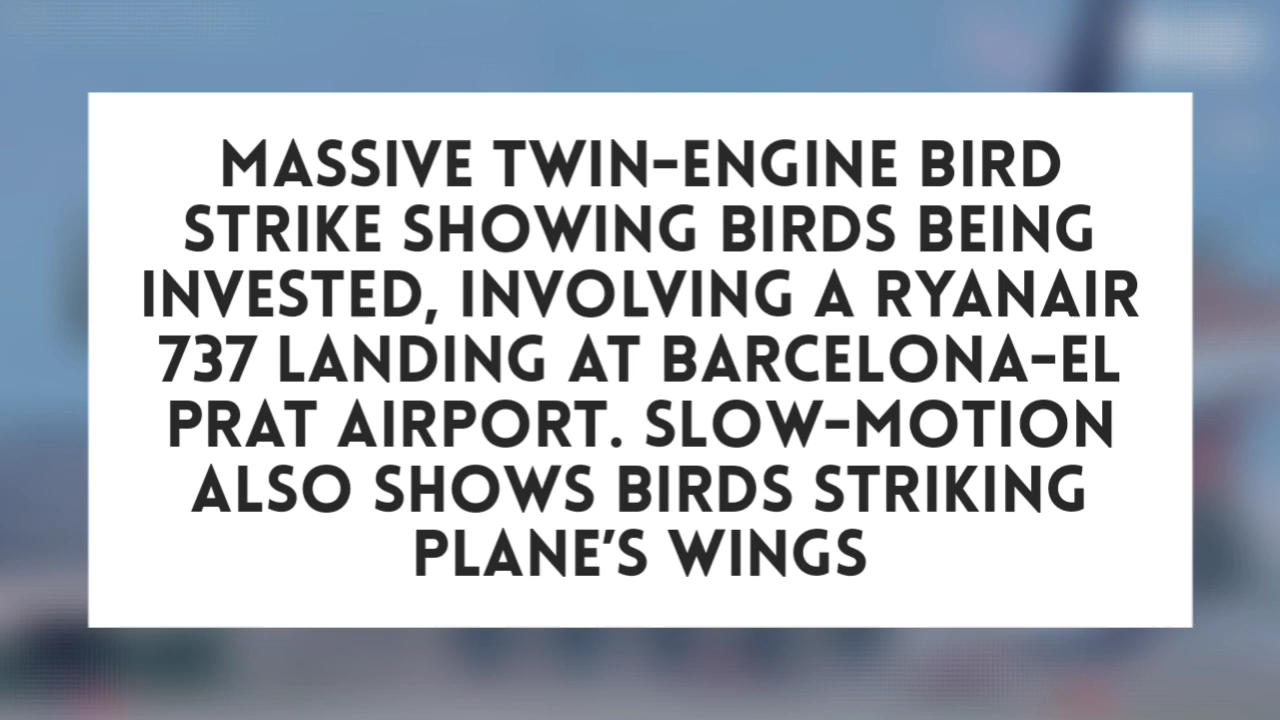 MASSIVE TWIN-ENGINE BIRD
STRIKE SHOWING BIRDS BEING
INVESTED, INVOLVING A RYANAIR
737 LANDING AT BARCELONA-EL
PRAT AIRPORT. SLOW-MOTION
ALSO SHOWS BIRDS STRIKING
PLANE'S WINGS